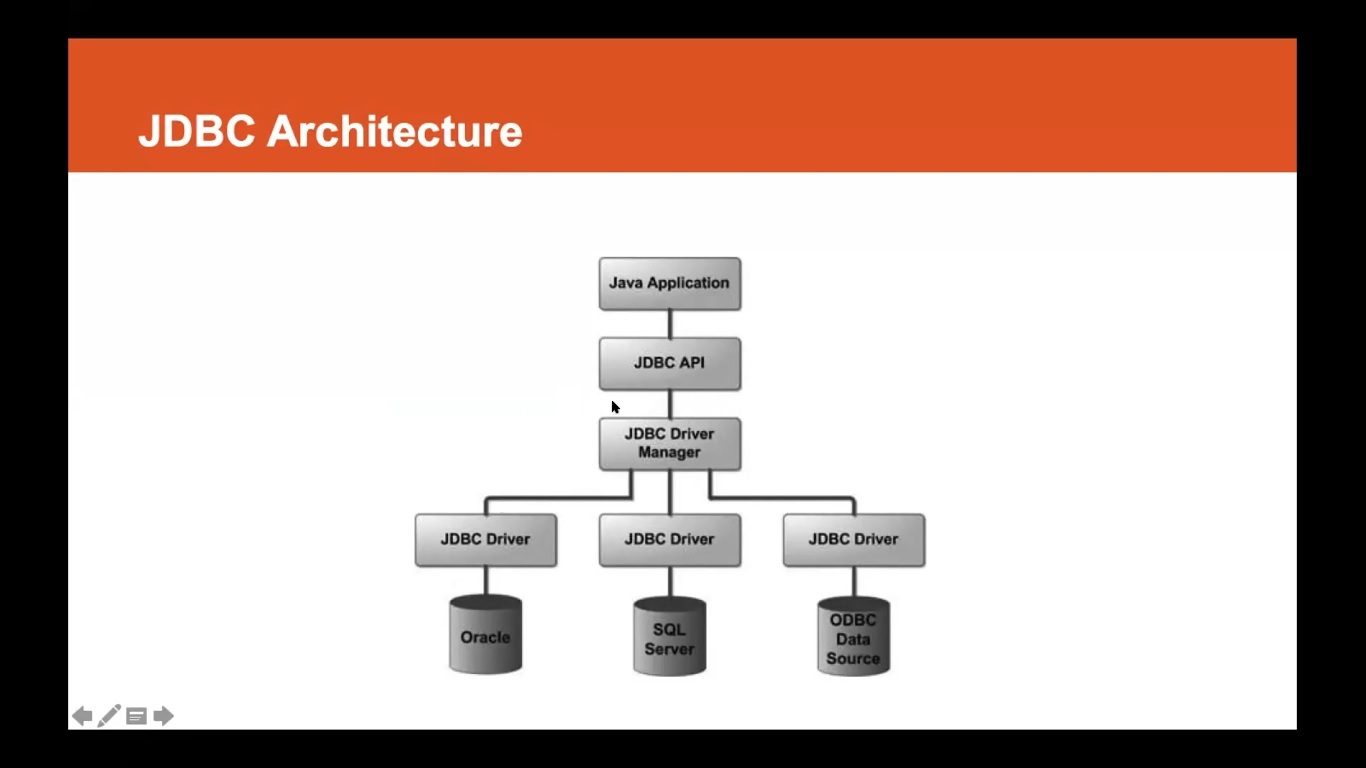 JDBC Architecture
Java Application
JDBC API
JDBC Driver
Manager
JDBC Driver
JDBC Driver
JDBC Driver
Oracle
SQL
Server
ODBC
Data
Source